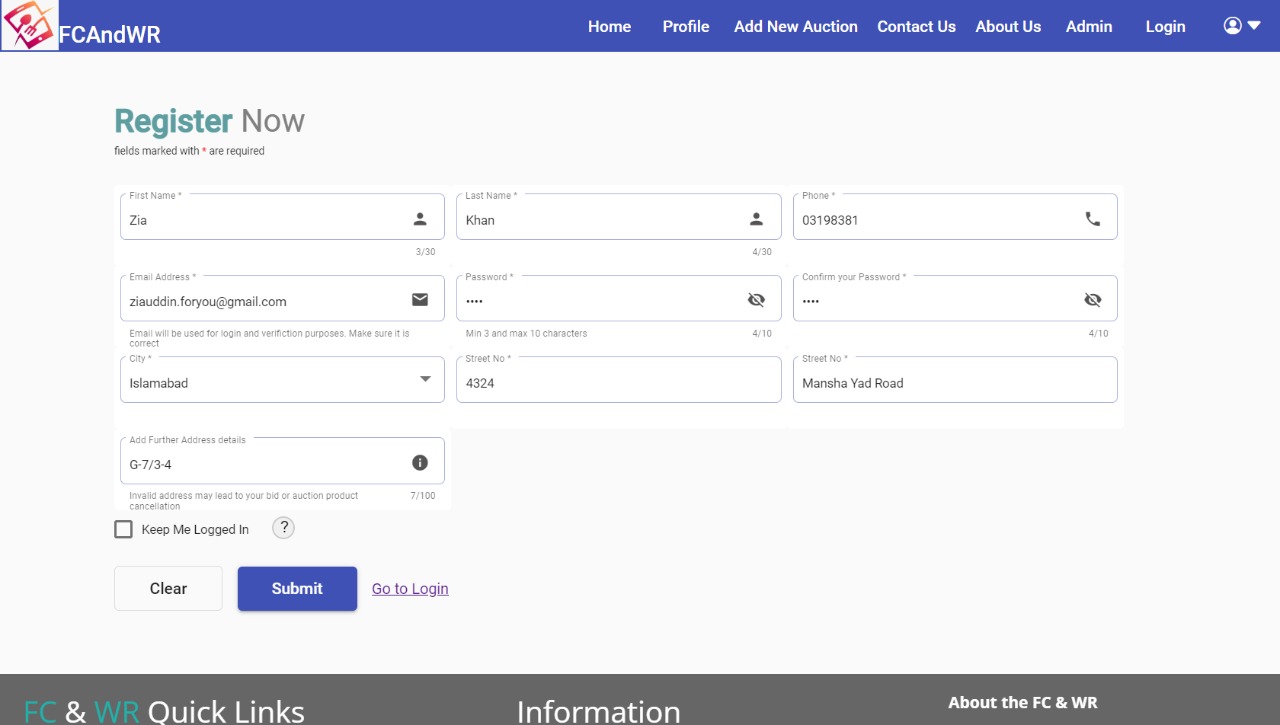 FCAndWR
Home Profile Add New Auction Contact Us About Us Admin Login
Register Now
fields marked with * are required
First Name * Last Name * Phone *
Zia Khan 03198381
3/30 4/30
Email Address * Password * Confirm your Password *
ziauddin.foryou@gmail.com •••• ••••
Email will be used for login and verifiction purposes. Make sure it is Min 3 and max 10 characters 4/10 4/10
correct
City * Street No * Street No *
Islamabad 4324 Mansha Yad Road
Add Further Address details
G-7/3-4
Invalid address may lead to your bid or auction product 7/100
cancellation
Keep Me Logged In ?
Clear Submit Go to Login
FC & WR Quick Links Information About the FC & WR